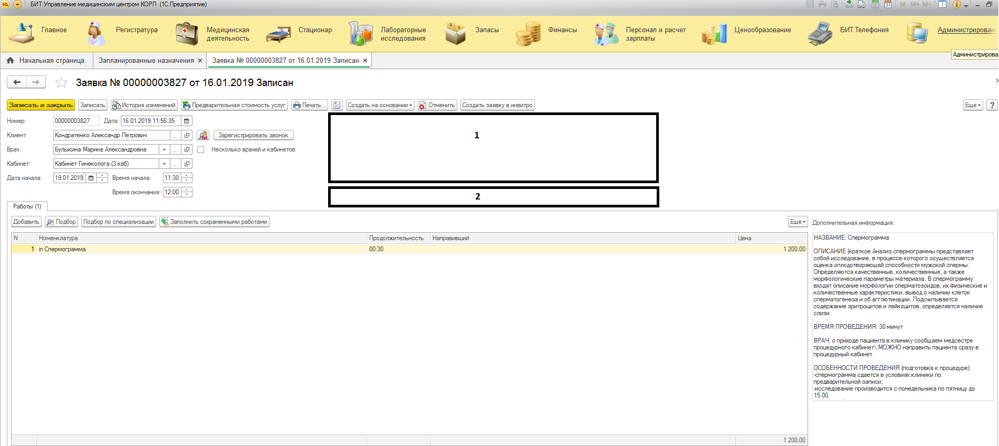 БИТ:Управление медицинским центром КОРП (1С:Предприятие)
M M+ M-
Главное
Регистратура
Медицинская
деятельность
Стационар
Лабораторные
исследования
Запасы
Финансы
Персонал и расчет
зарплаты
Ценообразование
БИТ.Телефония
Администрирован
Администрирова
Начальная страница
Запланированные назначения ×
Заявка № 00000003827 от 16.01.2019 Записан ×
Заявка № 00000003827 от 16.01.2019 Записан
Записать и закрыть
Записать
История изменений
Предварительная стоимость услуг
Печать...
Создать на основании
Отменить
Создать заявку в инвитро
Еще
?
Номер: 00000003827 Дата: 16.01.2019 11:56:35
Клиент: Кондратенко Александр Петрович ... Зарегистрировать звонок
Врач: Булыкина Марина Александровна ... Несколько врачей и кабинетов
Кабинет: Кабинет Гинеколога (3 каб) ...
Дата начала: 19.01.2019 Время начала: 11:30
Время окончания: 12:00
1
2
Работы (1)
Добавить
Подбор
Подбор по специализации
Заполнить сохраненными работами
Еще
N Номенклатура Продолжительность Направивший Цена
1 in Спермограмма 00:30 1 200,00
1 200,00
Дополнительная информация:
НАЗВАНИЕ: Спермограмма
ОПИСАНИЕ (краткое Анализ спермограммы представляет
собой исследование, в процессе которого осуществляется
оценка оплодотворяющей способности мужской спермы.
Определяются качественные, количественные, а также
морфологические параметры материала. В спермограмму
входят описание морфологии сперматозоидов, их физические и
количественные характеристики, вывод о наличии клеток
сперматогенеза и об агглютинации. Подсчитывается
содержание эритроцитов и лейкоцитов, определяется наличие
слизи.
ВРЕМЯ ПРОВЕДЕНИЯ: 30 минут
ВРАЧ: о приходе пациента в клинику сообщаем медсестре
процедурного кабинет\ МОЖНО направить пациента сразу в
процедурный кабинет
ОСОБЕННОСТИ ПРОВЕДЕНИЯ (подготовка к процедуре):
-спермограмма сдается в условиях клиники по
предварительной записи;
-исследование производится с понедельника по пятницу до
15.00.